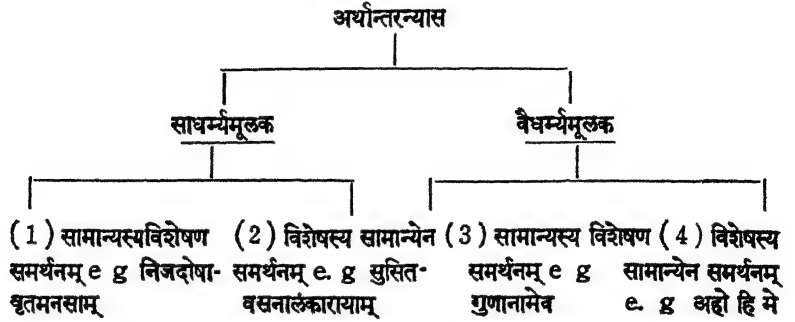 अर्थान्तरन्यास
साधर्म्यमूलक वैधर्म्यमूलक
(1) सामान्यस्यविशेषण (2) विशेषस्य सामान्येन (3) सामान्यस्य विशेषण (4) विशेषस्य
समर्थनम् e g निजदोषा- समर्थनम् e. g सुसित- समर्थनम् e g सामान्येन समर्थनम्
वृतमनसाम् वसनालंकारायाम् गुणानामेव e. g अहो हि मे